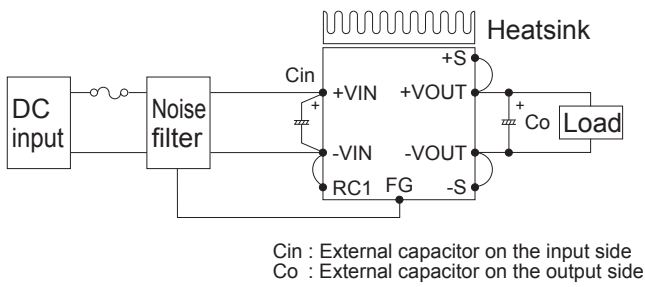 Heatsink
+S
Cin
+
+VIN
+VOUT
+
DC
input
Noise
filter
Co
Load
-VIN
-VOUT
RC1
FG
-S
Cin : External capacitor on the input side
Co : External capacitor on the output side